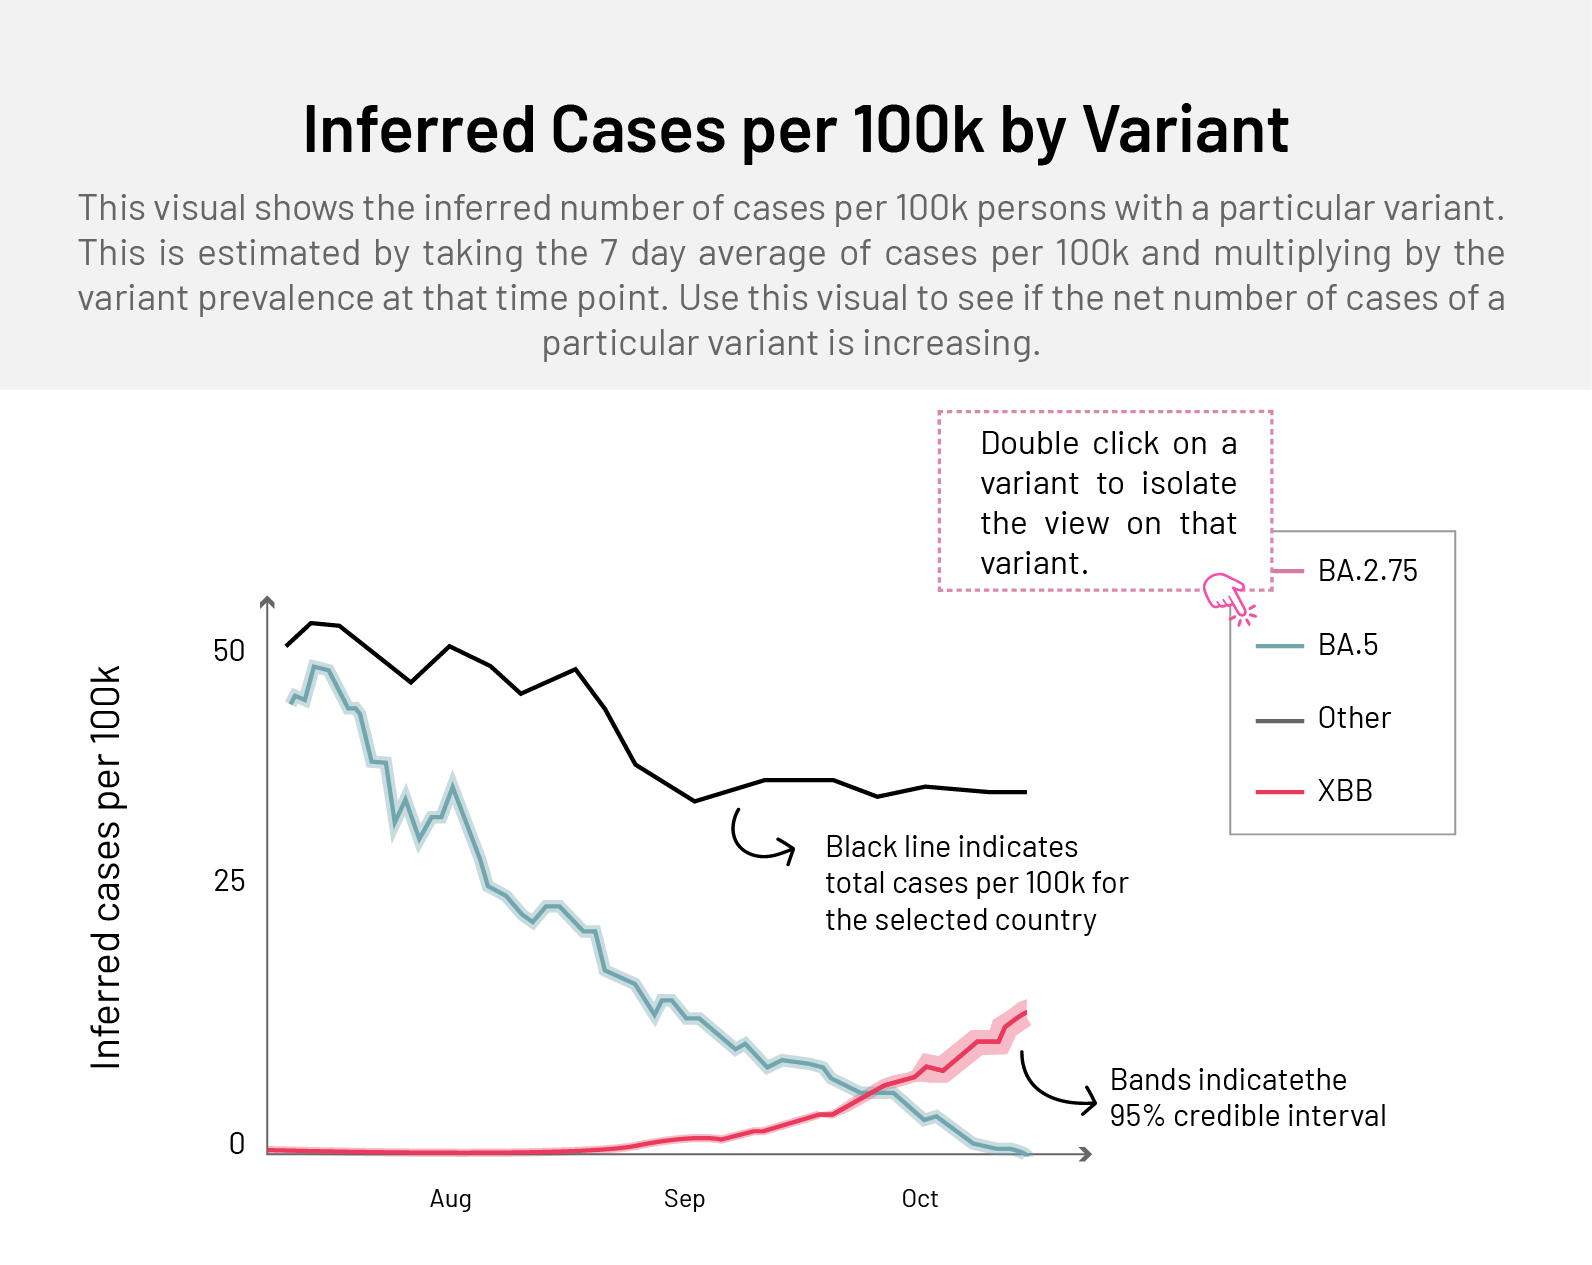 Inferred Cases per 100k by Variant
This visual shows the inferred number of cases per 100k persons with a particular variant.
This is estimated by taking the 7 day average of cases per 100k and multiplying by the
variant prevalence at that time point. Use this visual to see if the net number of cases of a
particular variant is increasing.
Double click on a
variant to isolate
the view on that
variant.
BA.2.75
BA.5
Other
XBB
50
25
0
Inferred cases per 100k
Black line indicates
total cases per 100k for
the selected country
Bands indicatethe
95% credible interval
Aug
Sep
Oct